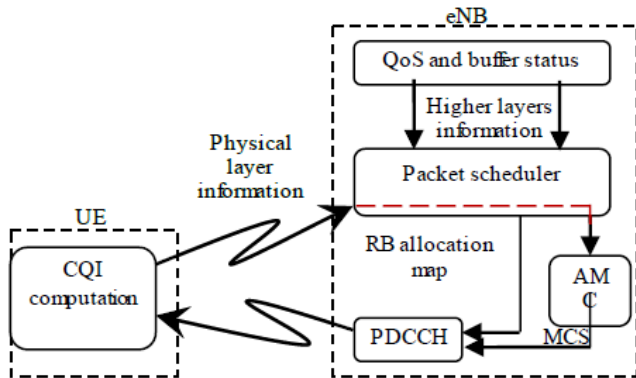 eNB
QoS and buffer status
Higher layers
information
Physical
layer
information
Packet scheduler
UE
RB allocation
map
CQI
computation
AM
C
PDCCH
MCS